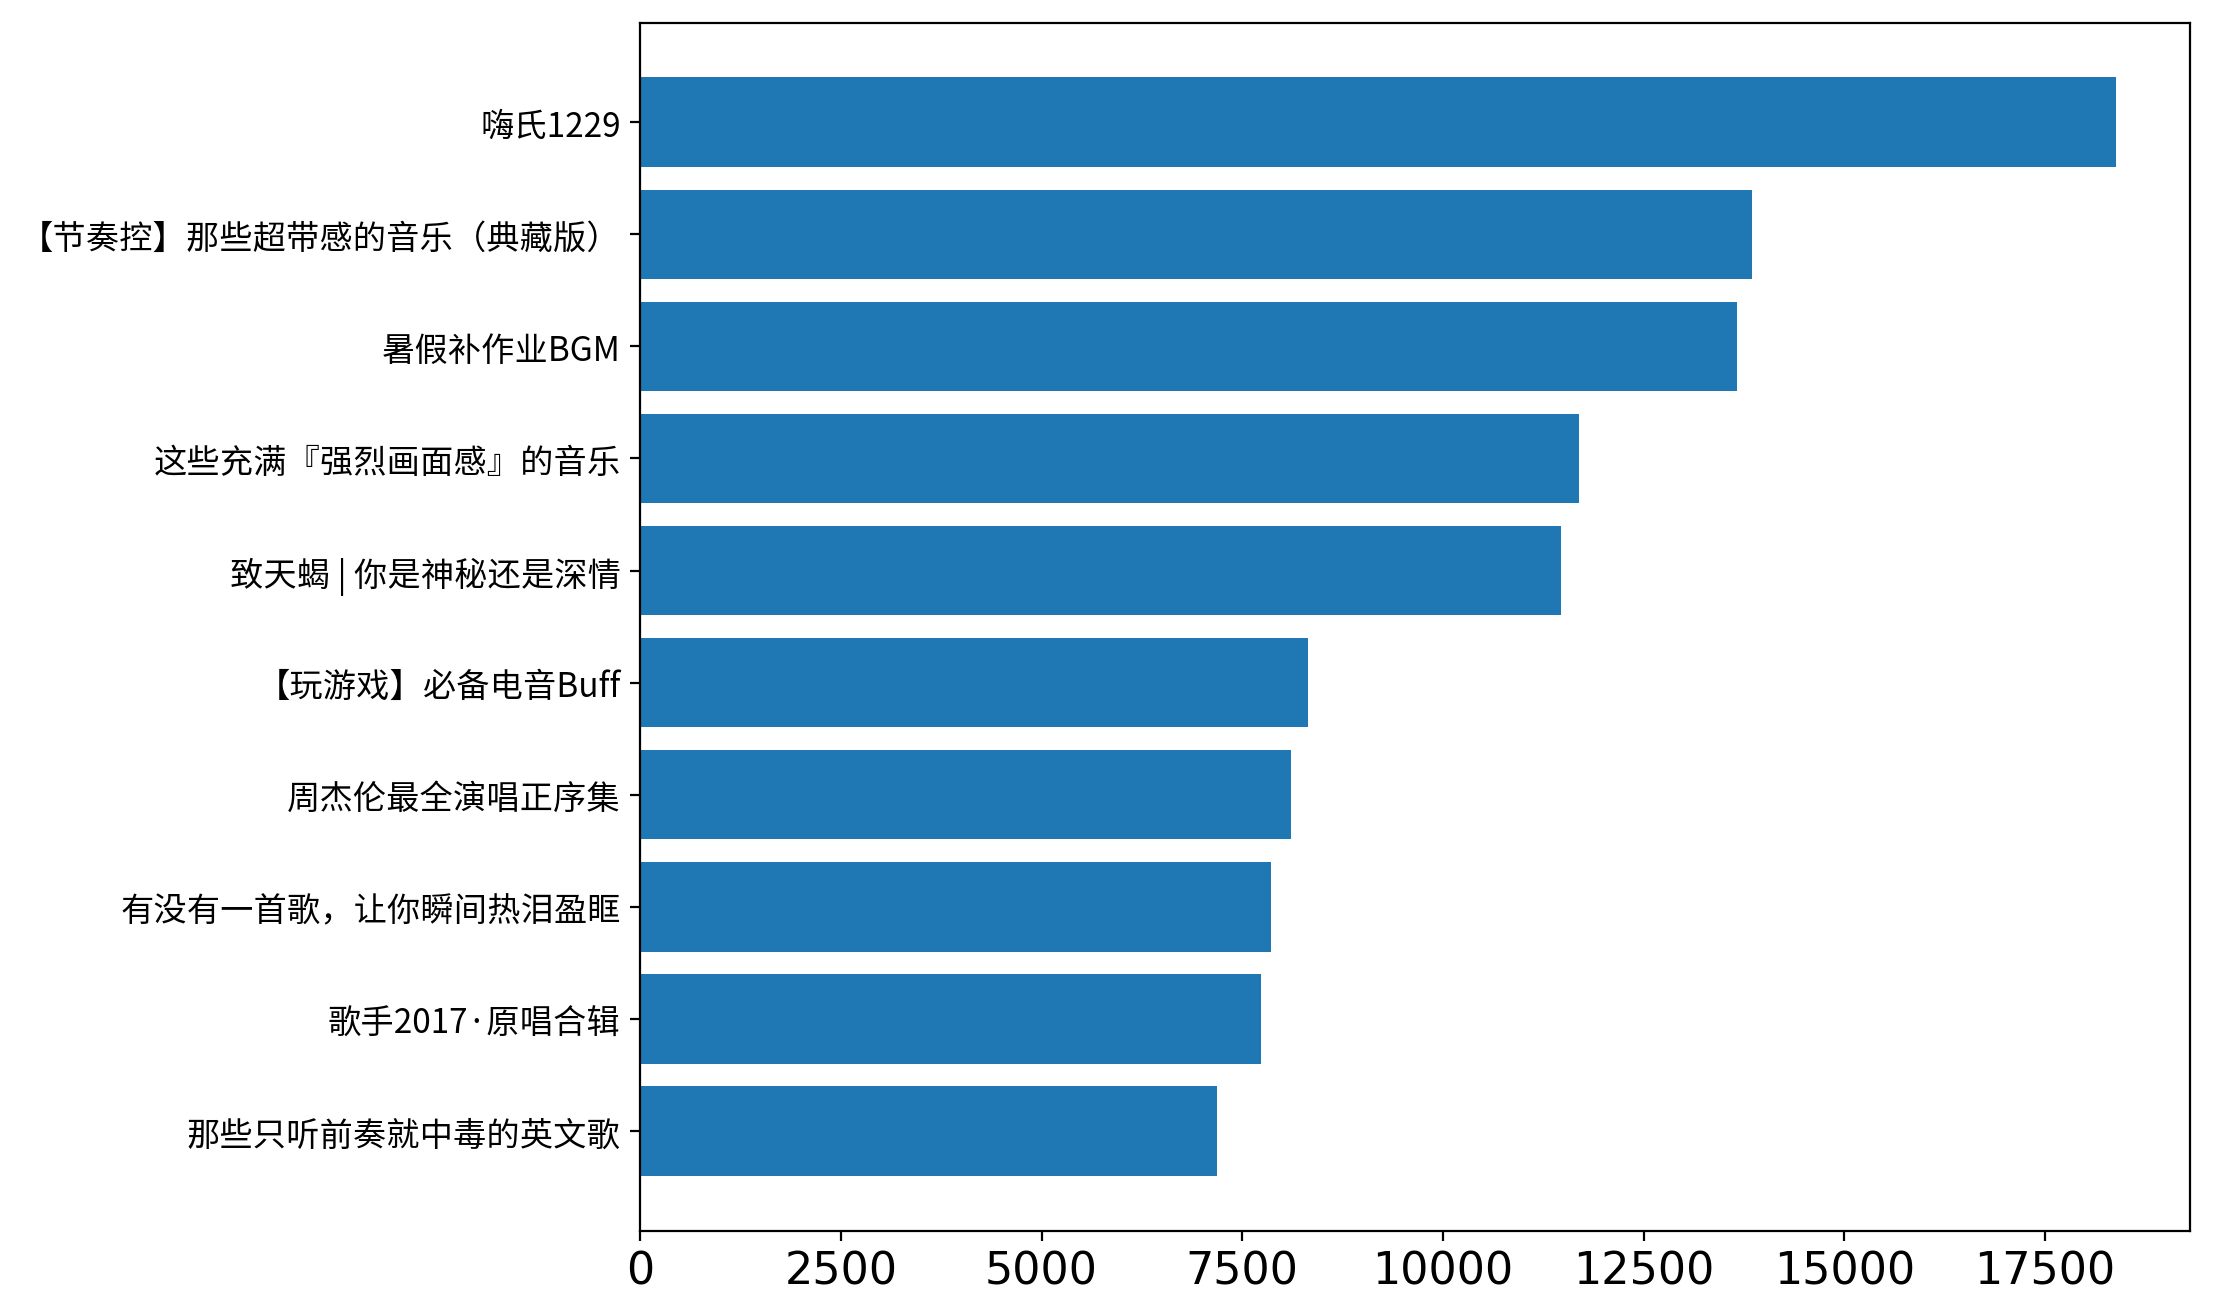 嗨氏1229
【节奏控】那些超带感的音乐（典藏版）
暑假补作业BGM
这些充满『强烈画面感』的音乐
致天蝎 | 你是神秘还是深情
【玩游戏】必备电音Buff
周杰伦最全演唱正序集
有没有一首歌，让你瞬间热泪盈眶
歌手2017·原唱合辑
那些只听前奏就中毒的英文歌
0 2500 5000 7500 10000 12500 15000 17500